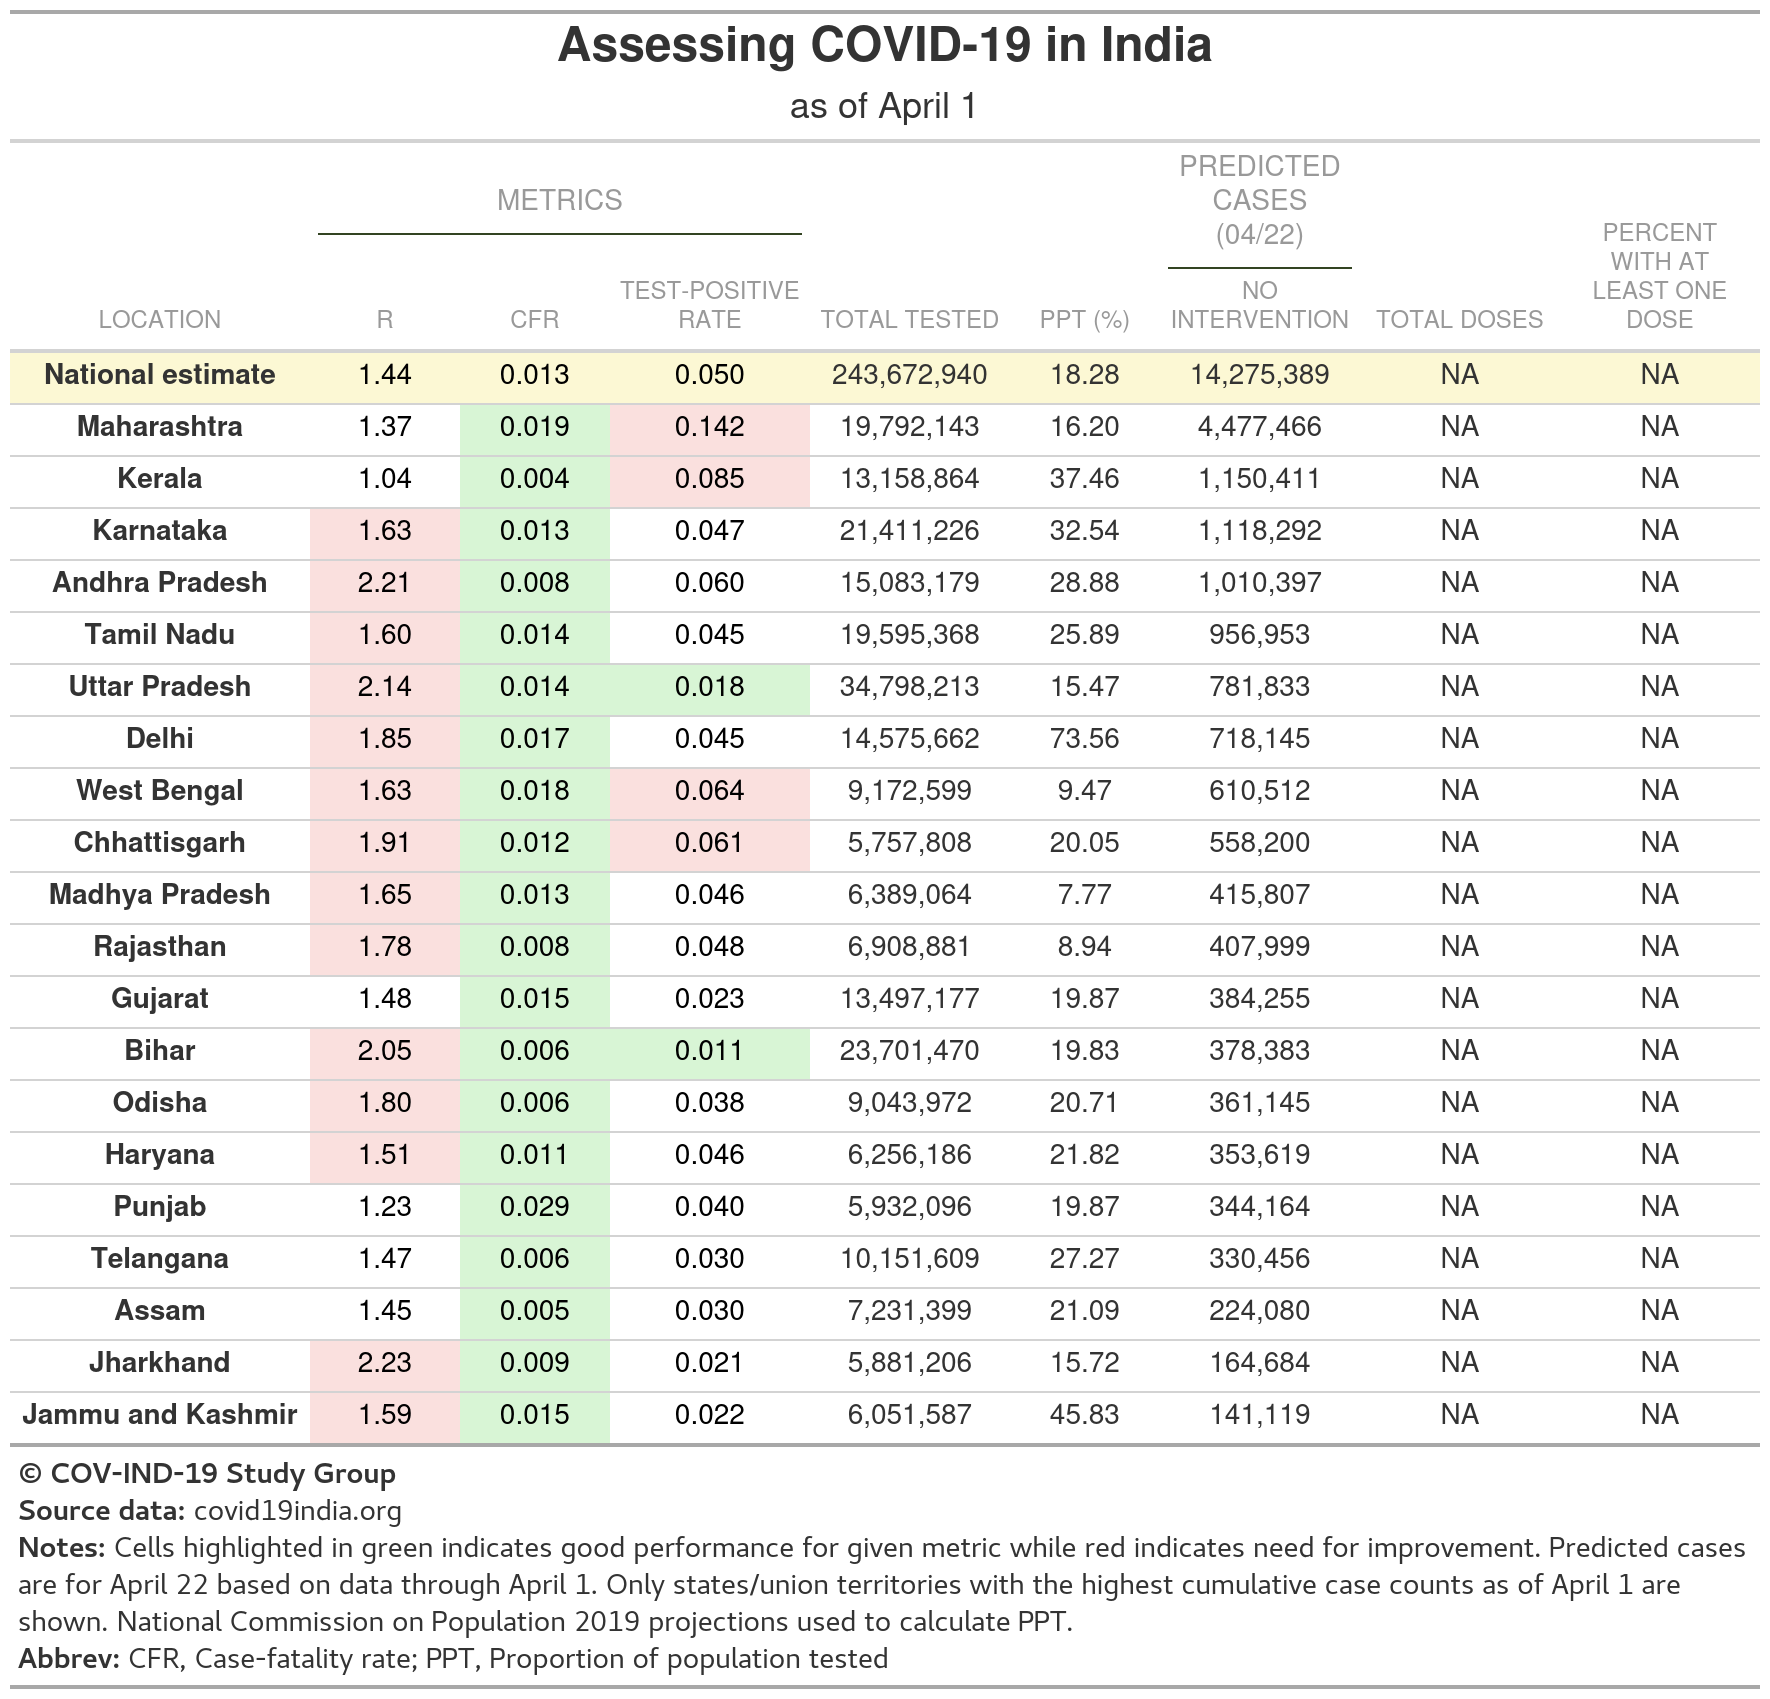 Assessing COVID-19 in India
as of April 1
METRICS
PREDICTED
CASES
(04/22)
LOCATION R CFR TEST-POSITIVE RATE TOTAL TESTED PPT (%) NO INTERVENTION TOTAL DOSES PERCENT WITH AT LEAST ONE DOSE
National estimate 1.44 0.013 0.050 243,672,940 18.28 14,275,389 NA NA
Maharashtra 1.37 0.019 0.142 19,792,143 16.20 4,477,466 NA NA
Kerala 1.04 0.004 0.085 13,158,864 37.46 1,150,411 NA NA
Karnataka 1.63 0.013 0.047 21,411,226 32.54 1,118,292 NA NA
Andhra Pradesh 2.21 0.008 0.060 15,083,179 28.88 1,010,397 NA NA
Tamil Nadu 1.60 0.014 0.045 19,595,368 25.89 956,953 NA NA
Uttar Pradesh 2.14 0.014 0.018 34,798,213 15.47 781,833 NA NA
Delhi 1.85 0.017 0.045 14,575,662 73.56 718,145 NA NA
West Bengal 1.63 0.018 0.064 9,172,599 9.47 610,512 NA NA
Chhattisgarh 1.91 0.012 0.061 5,757,808 20.05 558,200 NA NA
Madhya Pradesh 1.65 0.013 0.046 6,389,064 7.77 415,807 NA NA
Rajasthan 1.78 0.008 0.048 6,908,881 8.94 407,999 NA NA
Gujarat 1.48 0.015 0.023 13,497,177 19.87 384,255 NA NA
Bihar 2.05 0.006 0.011 23,701,470 19.83 378,383 NA NA
Odisha 1.80 0.006 0.038 9,043,972 20.71 361,145 NA NA
Haryana 1.51 0.011 0.046 6,256,186 21.82 353,619 NA NA
Punjab 1.23 0.029 0.040 5,932,096 19.87 344,164 NA NA
Telangana 1.47 0.006 0.030 10,151,609 27.27 330,456 NA NA
Assam 1.45 0.005 0.030 7,231,399 21.09 224,080 NA NA
Jharkhand 2.23 0.009 0.021 5,881,206 15.72 164,684 NA NA
Jammu and Kashmir 1.59 0.015 0.022 6,051,587 45.83 141,119 NA NA
© COV-IND-19 Study Group
Source data: covid19india.org
Notes: Cells highlighted in green indicates good performance for given metric while red indicates need for improvement. Predicted cases
are for April 22 based on data through April 1. Only states/union territories with the highest cumulative case counts as of April 1 are
shown. National Commission on Population 2019 projections used to calculate PPT.
Abbrev: CFR, Case-fatality rate; PPT, Proportion of population tested